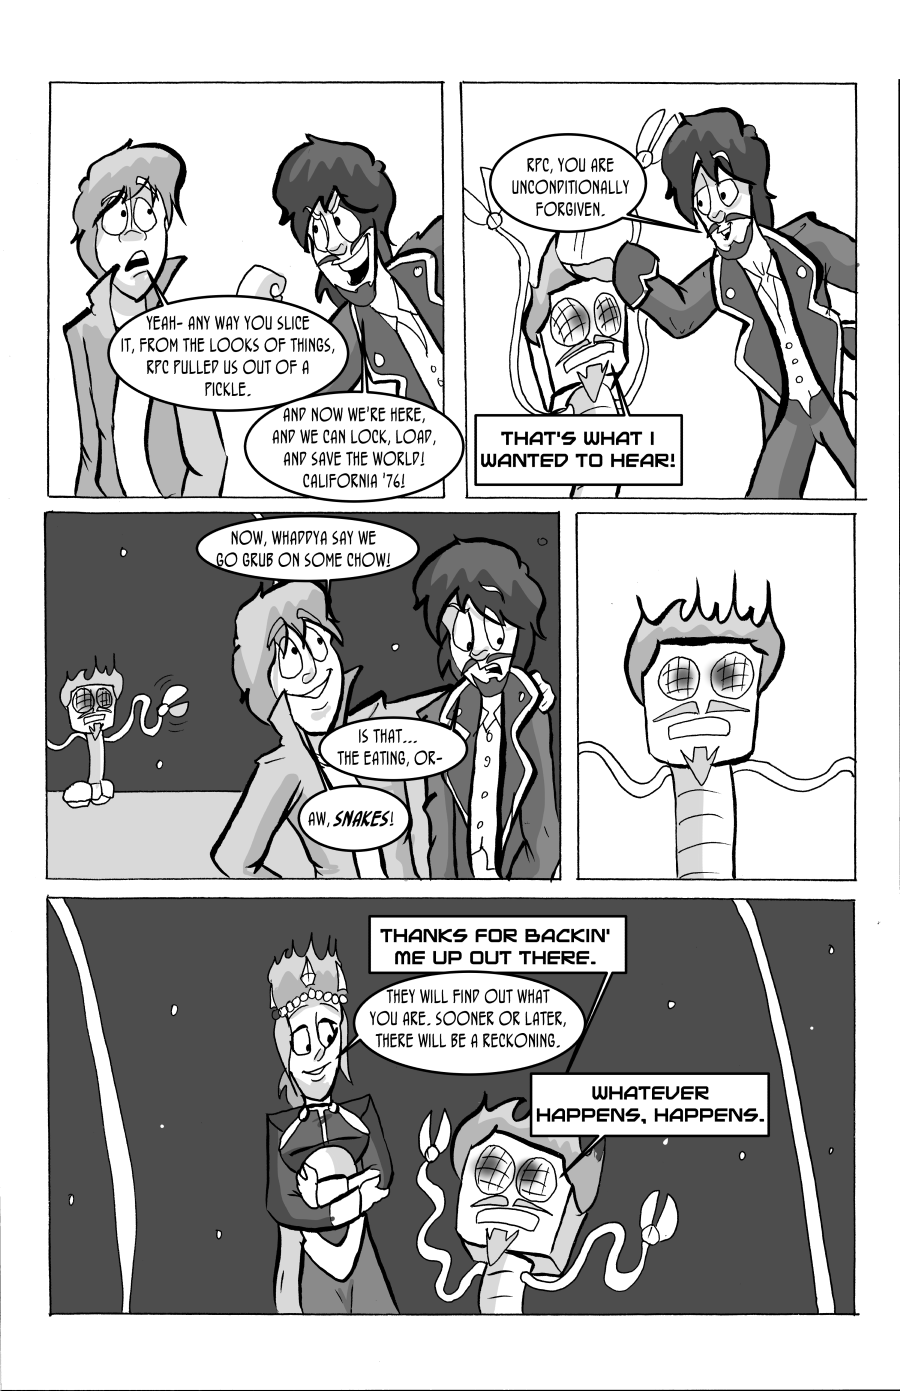 YEAH- ANY WAY YOU SLICE
IT, FROM THE LOOKS OF THINGS,
RPC PULLED US OUT OF A
PICKLE.
AND NOW WE'RE HERE,
AND WE CAN LOCK, LOAD,
AND SAVE THE WORLD!
CALIFORNIA '76!
RPC, YOU ARE
UNCONDITIONALLY
FORGIVEN.
THAT'S WHAT I
WANTED TO HEAR!
NOW, WHADDYA SAY WE
GO GRUB ON SOME CHOW!
IS THAT...
THE EATING, OR-
AW, SNAKES!
THANKS FOR BACKIN'
ME UP OUT THERE.
THEY WILL FIND OUT WHAT
YOU ARE. SOONER OR LATER,
THERE WILL BE A RECKONING.
WHATEVER
HAPPENS, HAPPENS.